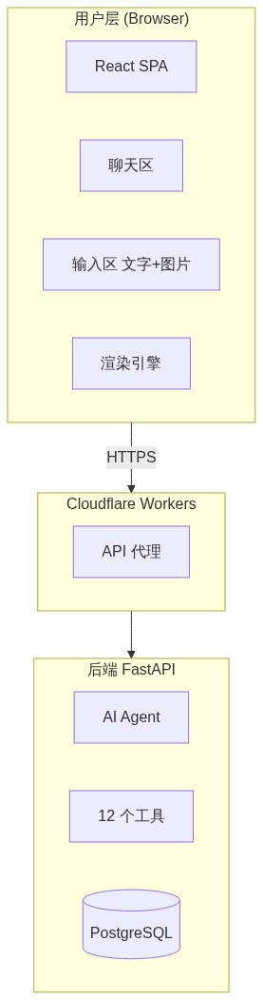 用户层 (Browser)
React SPA
聊天区
输入区 文字+图片
渲染引擎
HTTPS
Cloudflare Workers
API 代理
后端 FastAPI
AI Agent
12 个工具
PostgreSQL